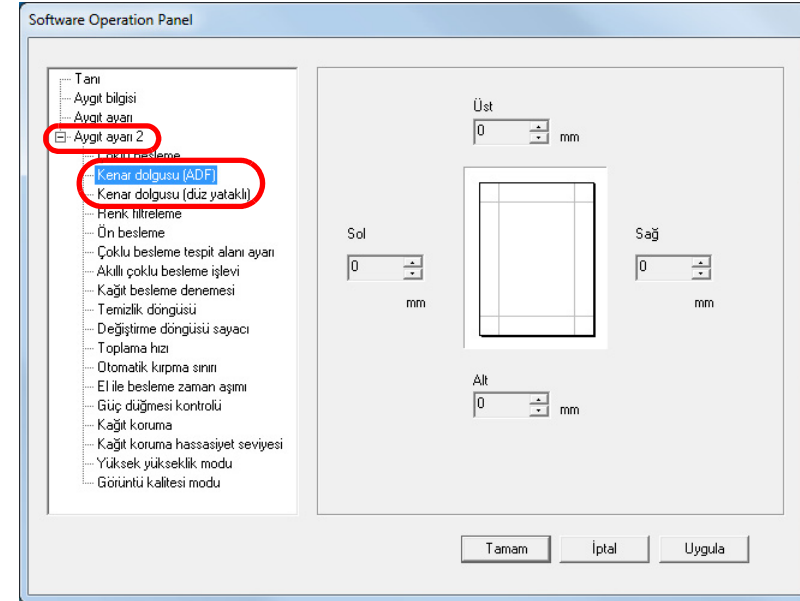 Software Operation Panel
Tanı
Aygıt bilgisi
Aygıt ayarı
Aygıt ayarı 2
Çoklu besleme
Kenar dolgusu (ADF)
Kenar dolgusu (düz yataklı)
Renk filtreleme
Ön besleme
Çoklu besleme tespit alanı ayarı
Akıllı çoklu besleme işlevi
Kağıt besleme denemesi
Temizlik döngüsü
Değiştirme döngüsü sayacı
Toplama hızı
Otomatik kırpma sınırı
El ile besleme zaman aşımı
Güç düğmesi kontrolü
Kağıt koruma
Kağıt koruma hassasiyet seviyesi
Yüksek yükseklik modu
Görüntü kalitesi modu
Üst
0 mm
Sol
0
mm
Sağ
0
mm
Alt
0 mm
Tamam
İptal
Uygula